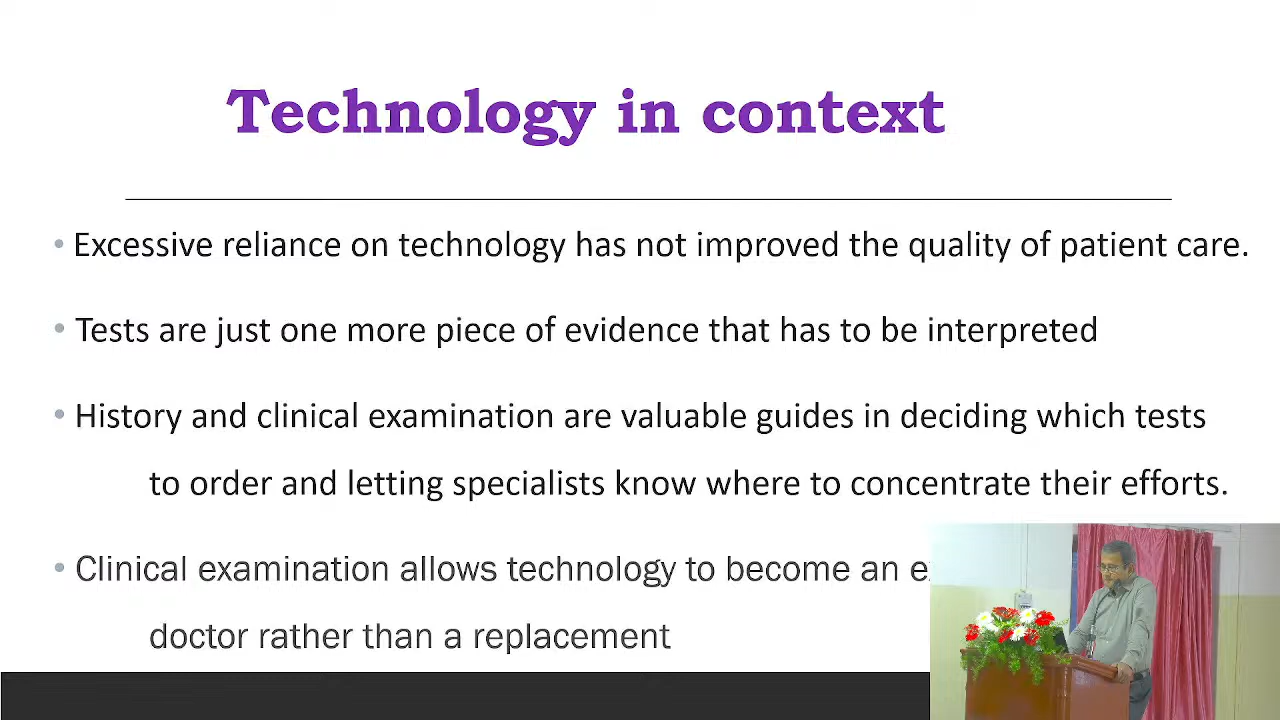 Technology in context
• Excessive reliance on technology has not improved the quality of patient care.
• Tests are just one more piece of evidence that has to be interpreted
• History and clinical examination are valuable guides in deciding which tests
to order and letting specialists know where to concentrate their efforts.
• Clinical examination allows technology to become an
doctor rather than a replacement